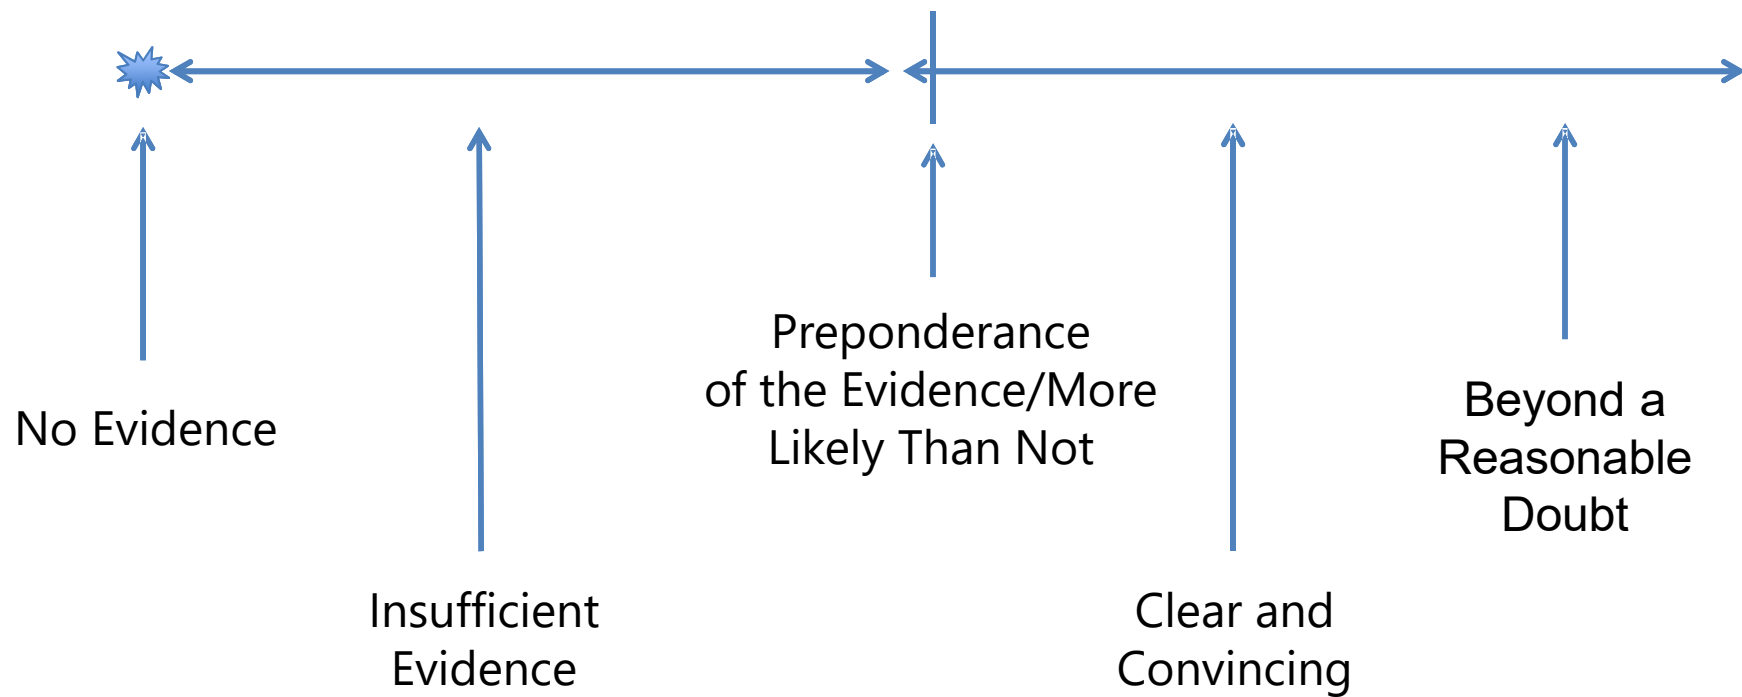 No Evidence
Insufficient
Evidence
Preponderance
of the Evidence/More
Likely Than Not
Clear and
Convincing
Beyond a
Reasonable
Doubt